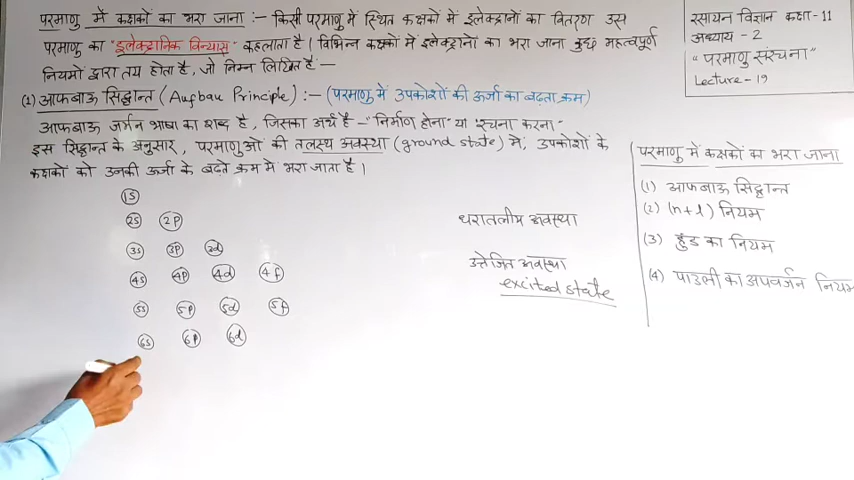 परमाणु में कक्षकों का भरा जाना :- किसी परमाणु में स्थित कक्षकों में इलेक्ट्रानों का वितरण उस
परमाणु का "इलेक्ट्रानिक विन्यास" कहलाता है। विभिन्न कक्षकों में इलेक्ट्रानों का भरा जाना कुछ महत्वपूर्ण
नियमों द्वारा तय होता है, जो निम्न लिखित हैं —
(1) आफबाऊ सिद्धान्त (Aufbau Principle) :- (परमाणु में उपकोशों की ऊर्जा का बढ़ता क्रम)
आफबाऊ जर्मन भाषा का शब्द है, जिसका अर्थ है - "निर्माण होना" या "रचना करना"
इस सिद्धान्त के अनुसार, परमाणुओं की तलस्थ अवस्था (ground state) में, उपकोशों के
कक्षकों को उनकी ऊर्जा के बढ़ते क्रम में भरा जाता है।
1s
2s 2p
3s 3p 3d
4s 4p 4d 4f
5s 5p 5d 5f
6s 6p 6d
धरातलीय अवस्था
उत्तेजित अवस्था
excited state
रसायन विज्ञान कक्षा-11
अध्याय - 2
"परमाणु संरचना"
Lecture - 19
परमाणु में कक्षकों का भरा जाना
(1) आफबाऊ सिद्धान्त
(2) (n+l) नियम
(3) हुंड का नियम
(4) पाउली का अपवर्जन नियम